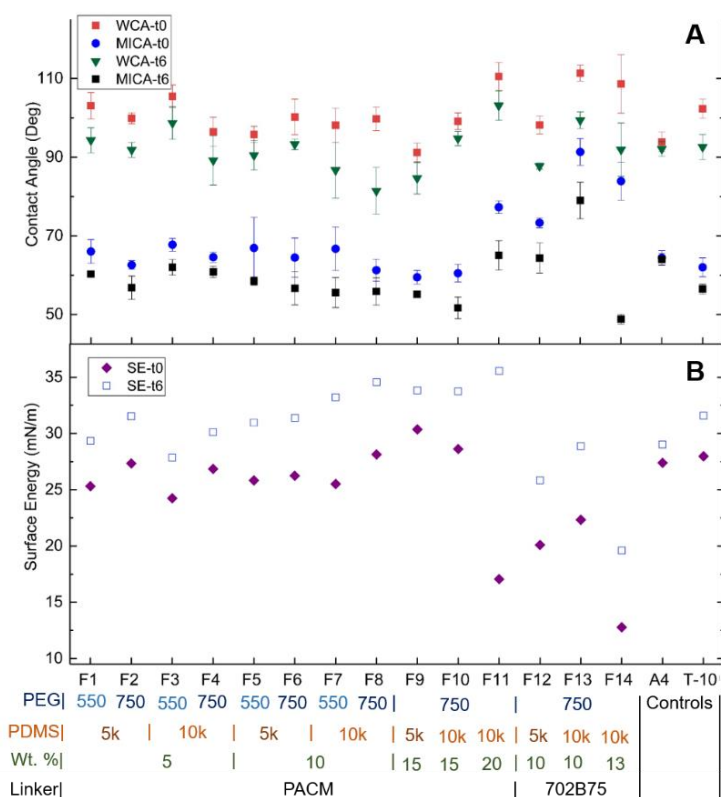 A
WCA-t0
MICA-t0
WCA-t6
MICA-t6
110
90
70
50
Contact Angle (Deg)
B
SE-t0
SE-t6
35
30
25
20
15
10
Surface Energy (mN/m)
F1 F2 F3 F4 F5 F6 F7 F8 F9 F10 F11 F12 F13 F14 A4 T-10
PEG| 550 750 550 750 550 750 550 750 | 750 | 750 Controls
PDMS| 5k | 10k | 5k | 10k | 5k 10k 10k | 5k 10k 10k
Wt. % | 5 | 10 | 15 15 20 | 10 10 13
Linker| PACM | 702B75